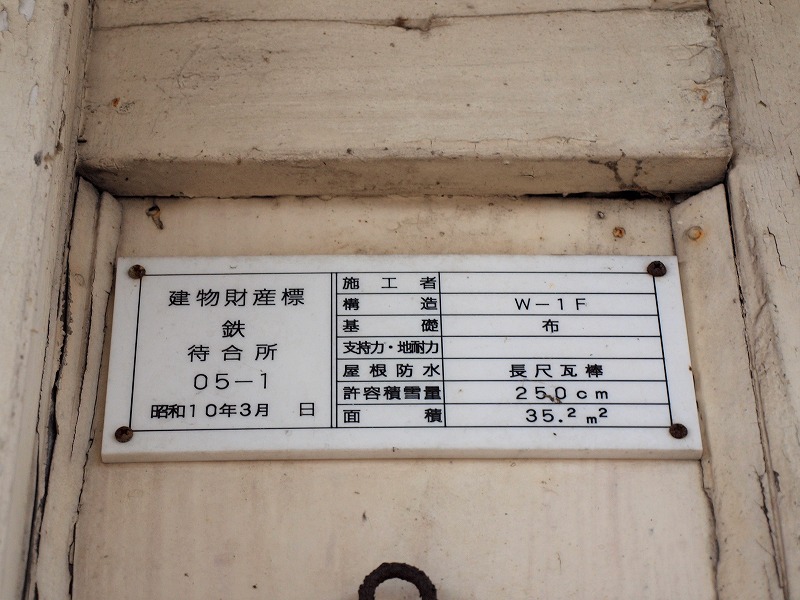 建物財産標
鉄
待合所
05-1
昭和10年3月 日
施工者
構造 W-1F
基礎 布
支持力・地耐力
屋根防水 長尺瓦棒
許容積雪量 250cm
面積 35.2 m2